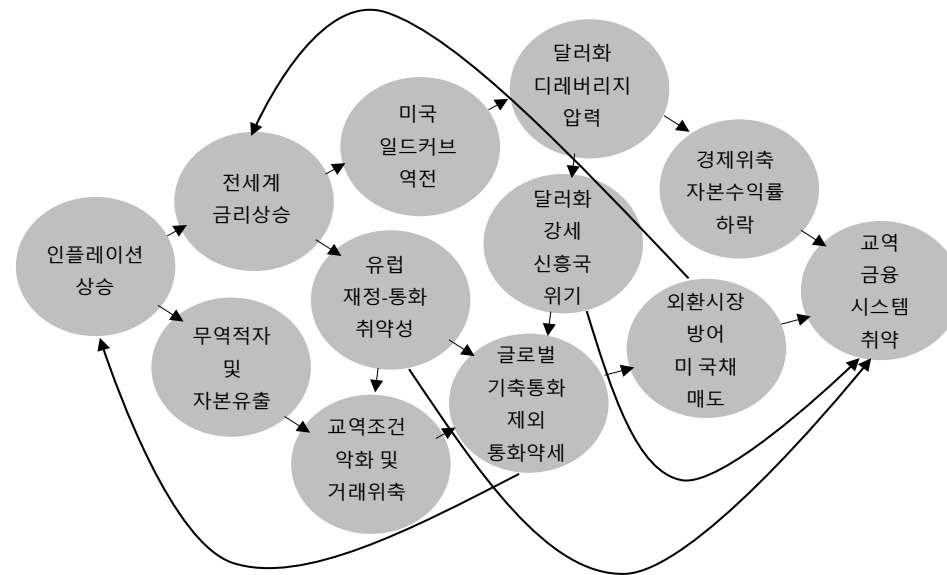 인플레이션
상승
전세계
금리상승
무역적자
및
자본유출
미국
일드커브
역전
유럽
재정-통화
취약성
교역조건
악화 및
거래위축
달러화
디레버리지
압력
달러화
강세
신흥국
위기
글로벌
기축통화
제외
통화약세
경제위축
자본수익률
하락
외환시장
방어
미 국채
매도
교역
금융
시스템
취약